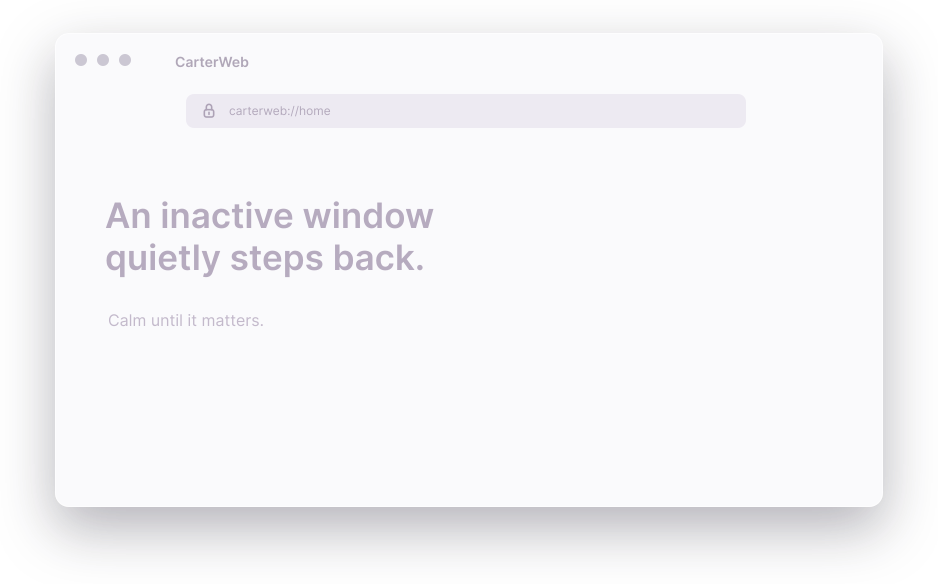 CarterWeb
carterweb://home
An inactive window
quietly steps back.
Calm until it matters.